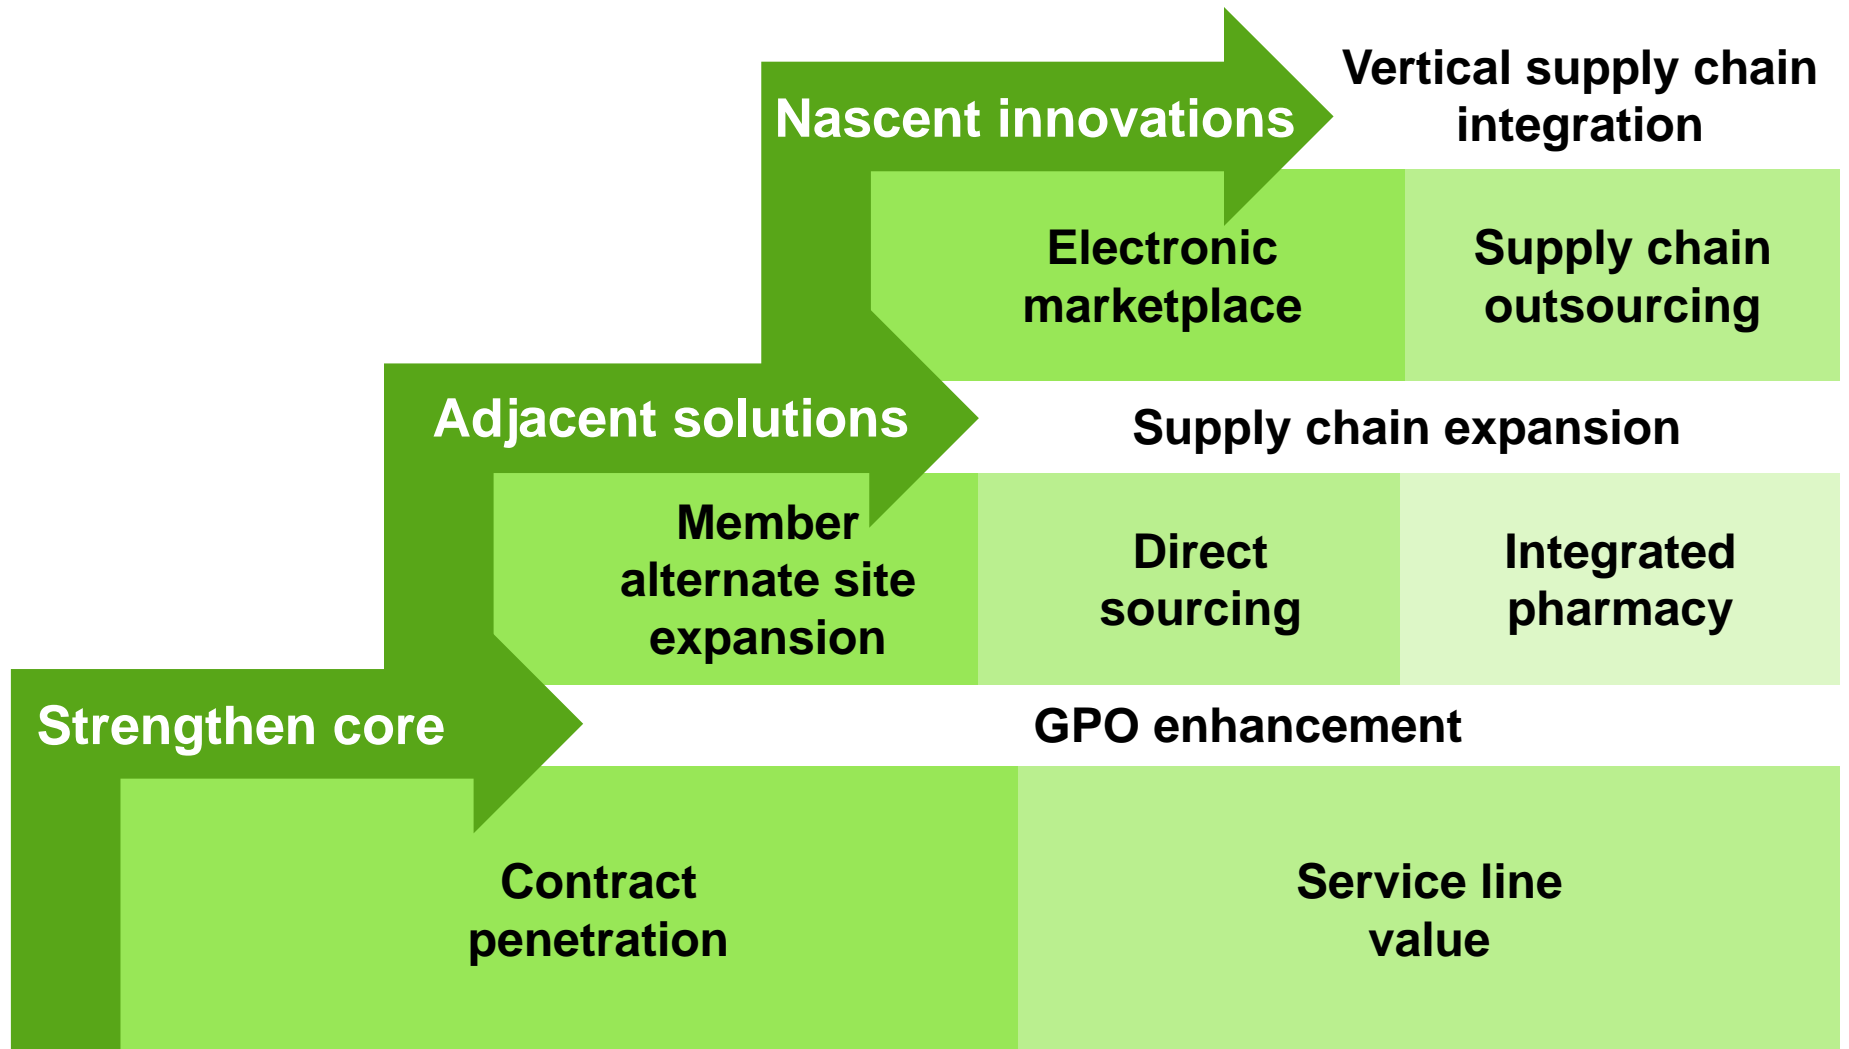 Nascent innovations
Vertical supply chain
integration
Electronic
marketplace
Supply chain
outsourcing
Adjacent solutions
Supply chain expansion
Member
alternate site
expansion
Direct
sourcing
Integrated
pharmacy
Strengthen core
GPO enhancement
Contract
penetration
Service line
value